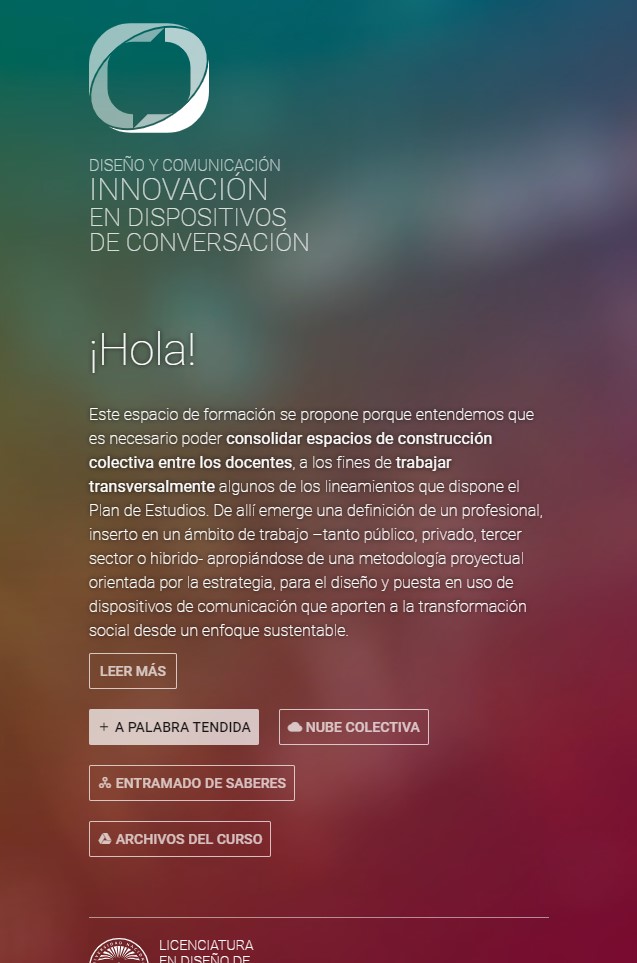 DISEÑO Y COMUNICACIÓN
INNOVACIÓN
EN DISPOSITIVOS
DE CONVERSACIÓN
¡Hola!
Este espacio de formación se propone porque entendemos que
es necesario poder consolidar espacios de construcción
colectiva entre los docentes, a los fines de trabajar
transversalmente algunos de los lineamientos que dispone el
Plan de Estudios. De allí emerge una definición de un profesional,
inserto en un ámbito de trabajo –tanto público, privado, tercer
sector o hibrido- apropiándose de una metodología proyectual
orientada por la estrategia, para el diseño y puesta en uso de
dispositivos de comunicación que aporten a la transformación
social desde un enfoque sustentable.
LEER MÁS
+ A PALABRA TENDIDA
NUBE COLECTIVA
ENTRAMADO DE SABERES
ARCHIVOS DEL CURSO
LICENCIATURA
EN DISEÑO DE